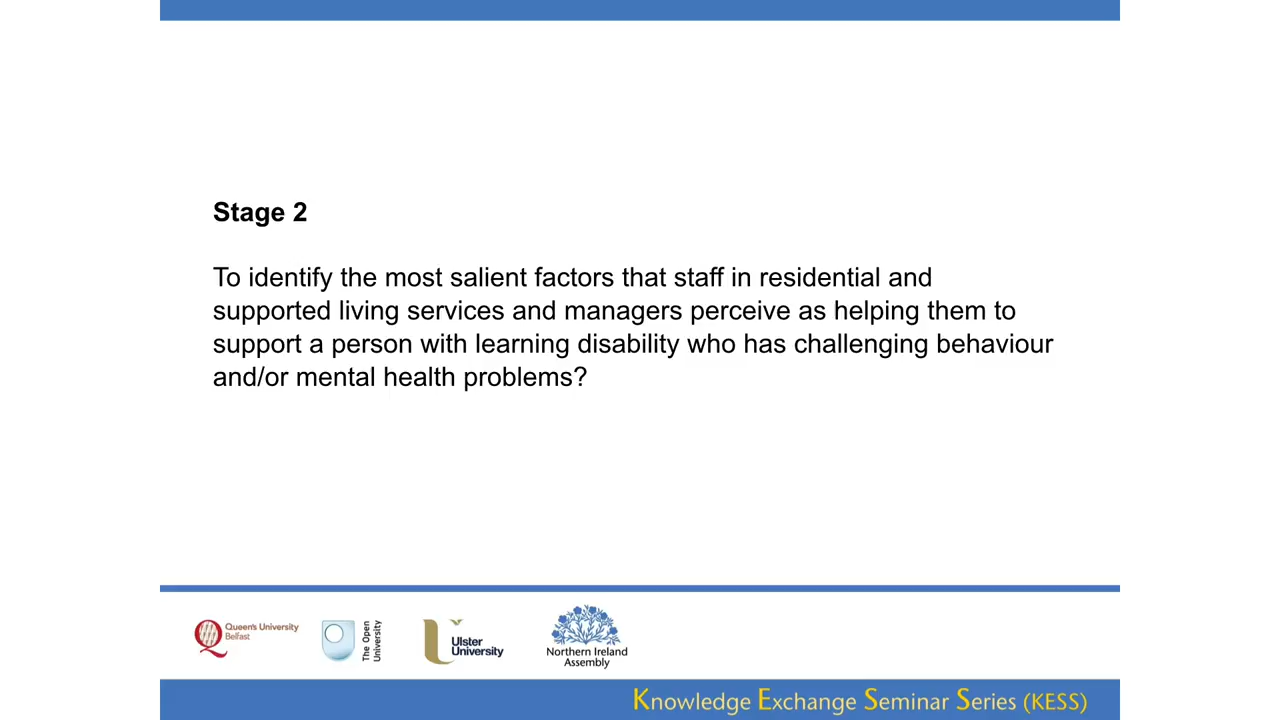 Stage 2
To identify the most salient factors that staff in residential and
supported living services and managers perceive as helping them to
support a person with learning disability who has challenging behaviour
and/or mental health problems?
Queen's University
Belfast
The Open
University
Ulster
University
Northern Ireland
Assembly
Knowledge Exchange Seminar Series (KESS)